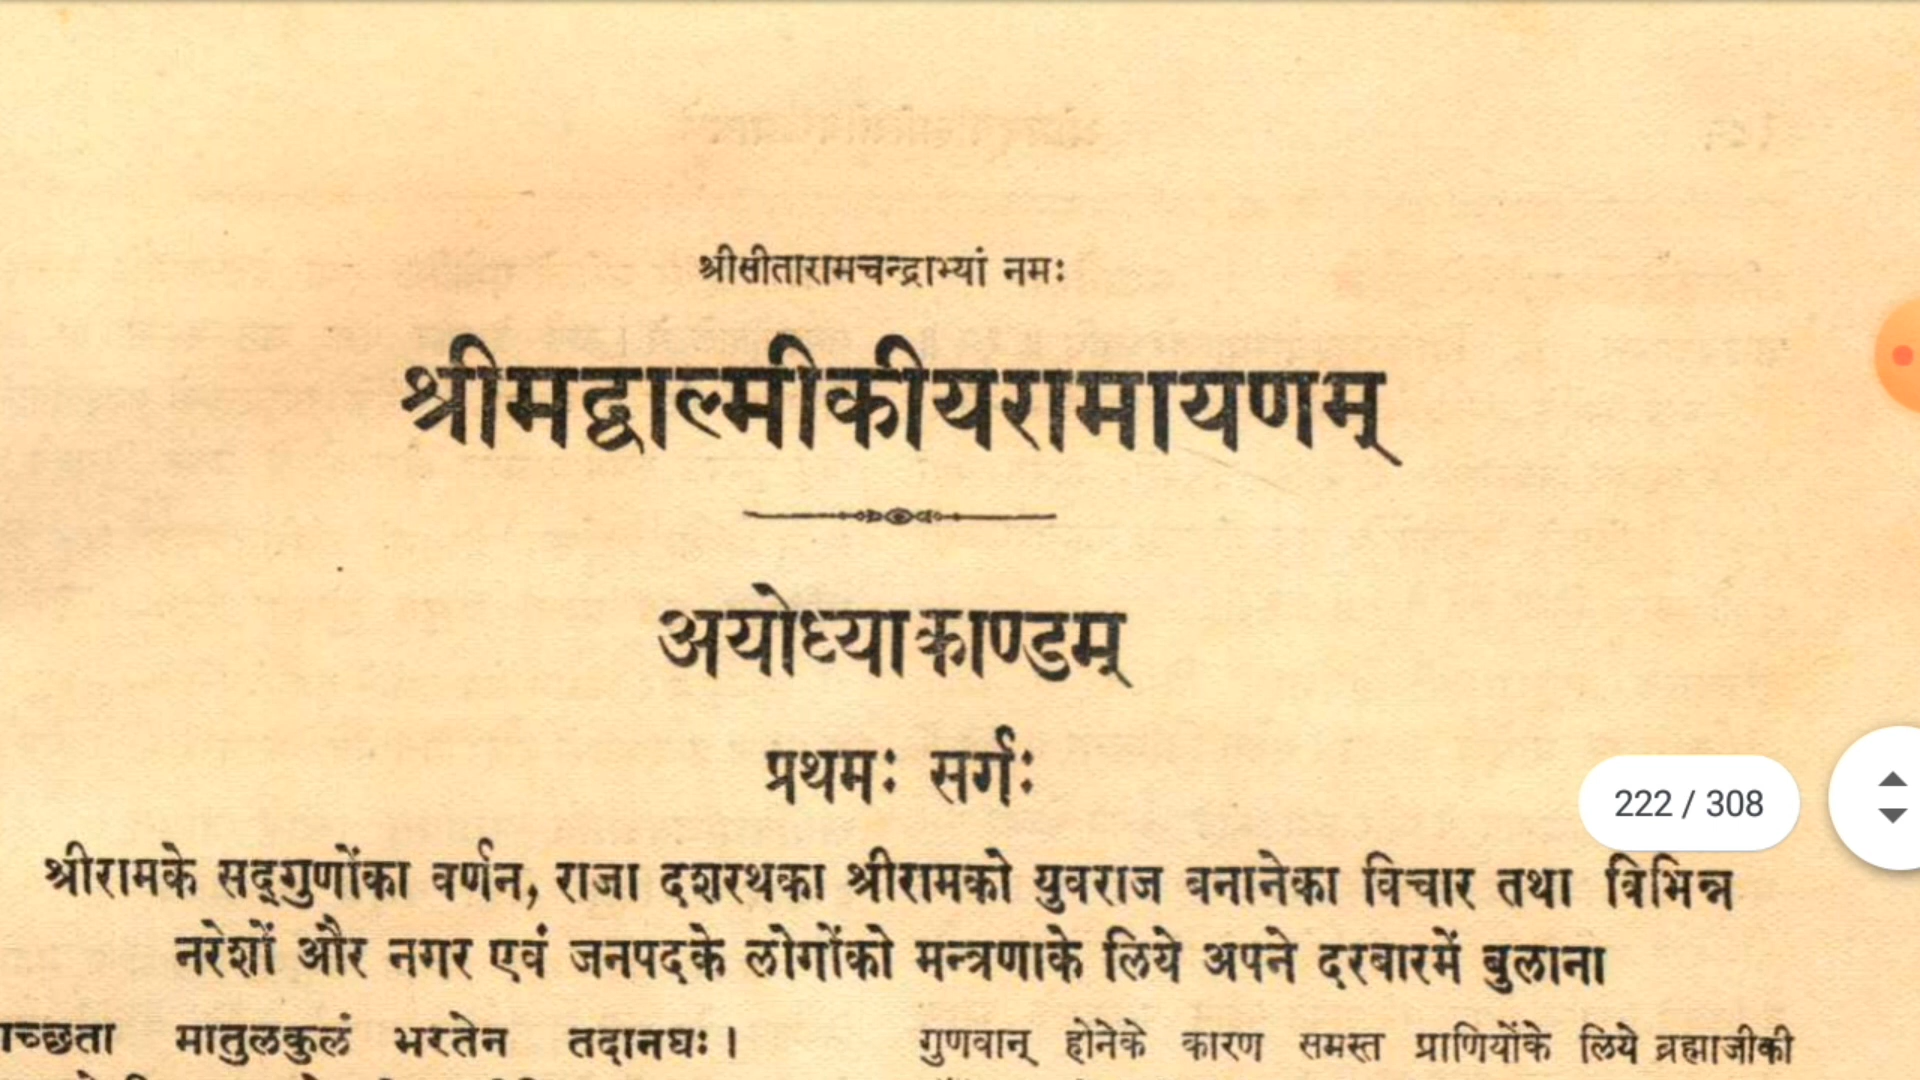 श्रीसीतारामचन्द्राभ्यां नमः
श्रीमद्वाल्मीकीयरामायणम्
अयोध्याकाण्डम्
प्रथमः सर्गः
222 / 308
श्रीरामके सद्‌गुणोंका वर्णन, राजा दशरथका श्रीरामको युवराज बनानेका विचार तथा विभिन्न
नरेशों और नगर एवं जनपदके लोगोंको मन्त्रणाके लिये अपने दरबारमें बुलाना
मातुलकुलं भरतेन तदानघः।
गुणवान् होनेके कारण समस्त प्राणियोंके लिये ब्रह्माजीकी